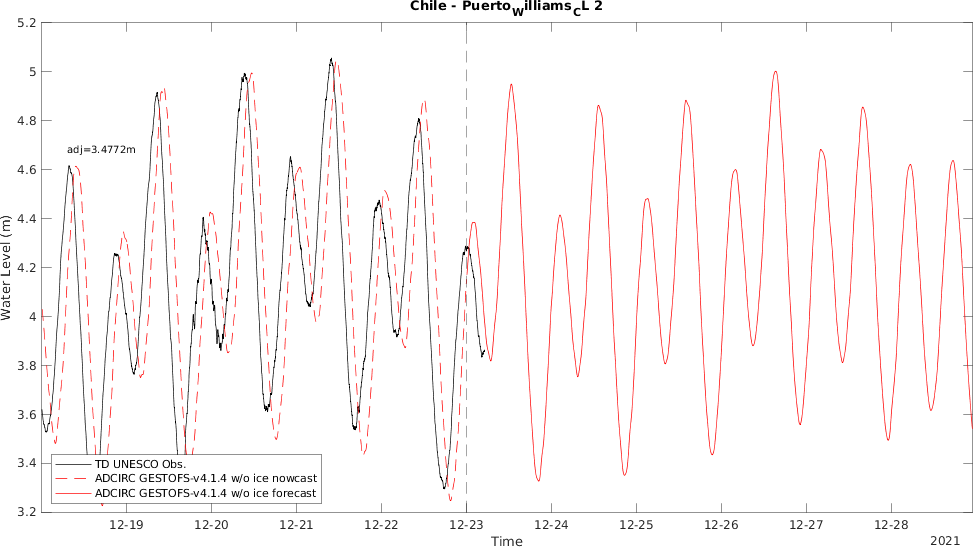 Chile - PuertoWilliamsCL 2
5.2
5
4.8
4.6
4.4
4.2
4
3.8
3.6
3.4
3.2
Water Level (m)
adj=3.4772m
TD UNESCO Obs.
ADCIRC GESTOFS-v4.1.4 w/o ice nowcast
ADCIRC GESTOFS-v4.1.4 w/o ice forecast
12-19 12-20 12-21 12-22 12-23 12-24 12-25 12-26 12-27 12-28
Time
2021